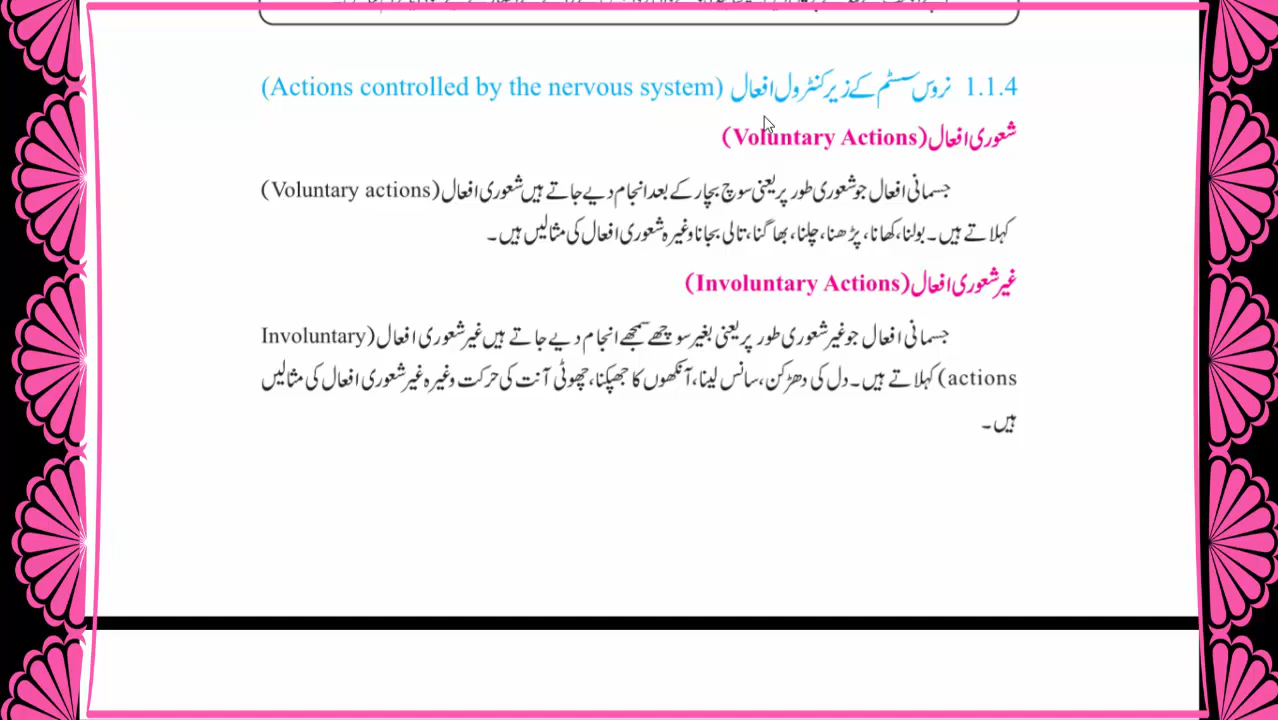 1.1.4 نروس سسٹم کے زیر کنٹرول افعال (Actions controlled by the nervous system)
شعوری افعال (Voluntary Actions)
جسمانی افعال جو شعوری طور پر یعنی سوچ بچار کے بعد انجام دیے جاتے ہیں شعوری افعال (Voluntary actions)
کہلاتے ہیں۔ بولنا، کھانا، پڑھنا، چلنا، بھاگنا، تالی بجانا وغیرہ شعوری افعال کی مثالیں ہیں۔
غیر شعوری افعال (Involuntary Actions)
جسمانی افعال جو غیر شعوری طور پر یعنی بغیر سوچھے سمجھے انجام دیے جاتے ہیں غیر شعوری افعال (Involuntary
actions) کہلاتے ہیں۔ دل کی دھڑکن، سانس لینا، آنکھوں کا جھپکنا، چھوٹی آنت کی حرکت وغیرہ غیر شعوری افعال کی مثالیں
ہیں۔